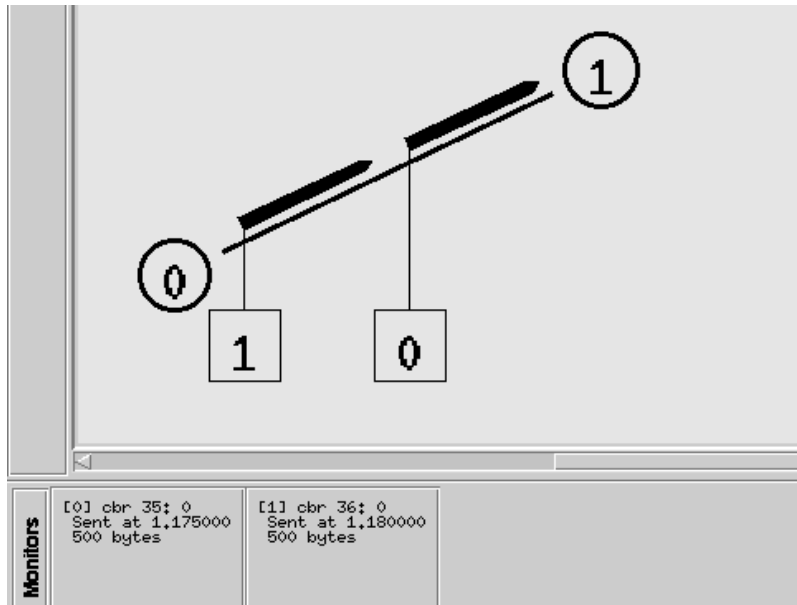 1
0
1
0
Monitors
[0] cbr 35: 0
Sent at 1.175000
500 bytes
[1] cbr 36: 0
Sent at 1.180000
500 bytes